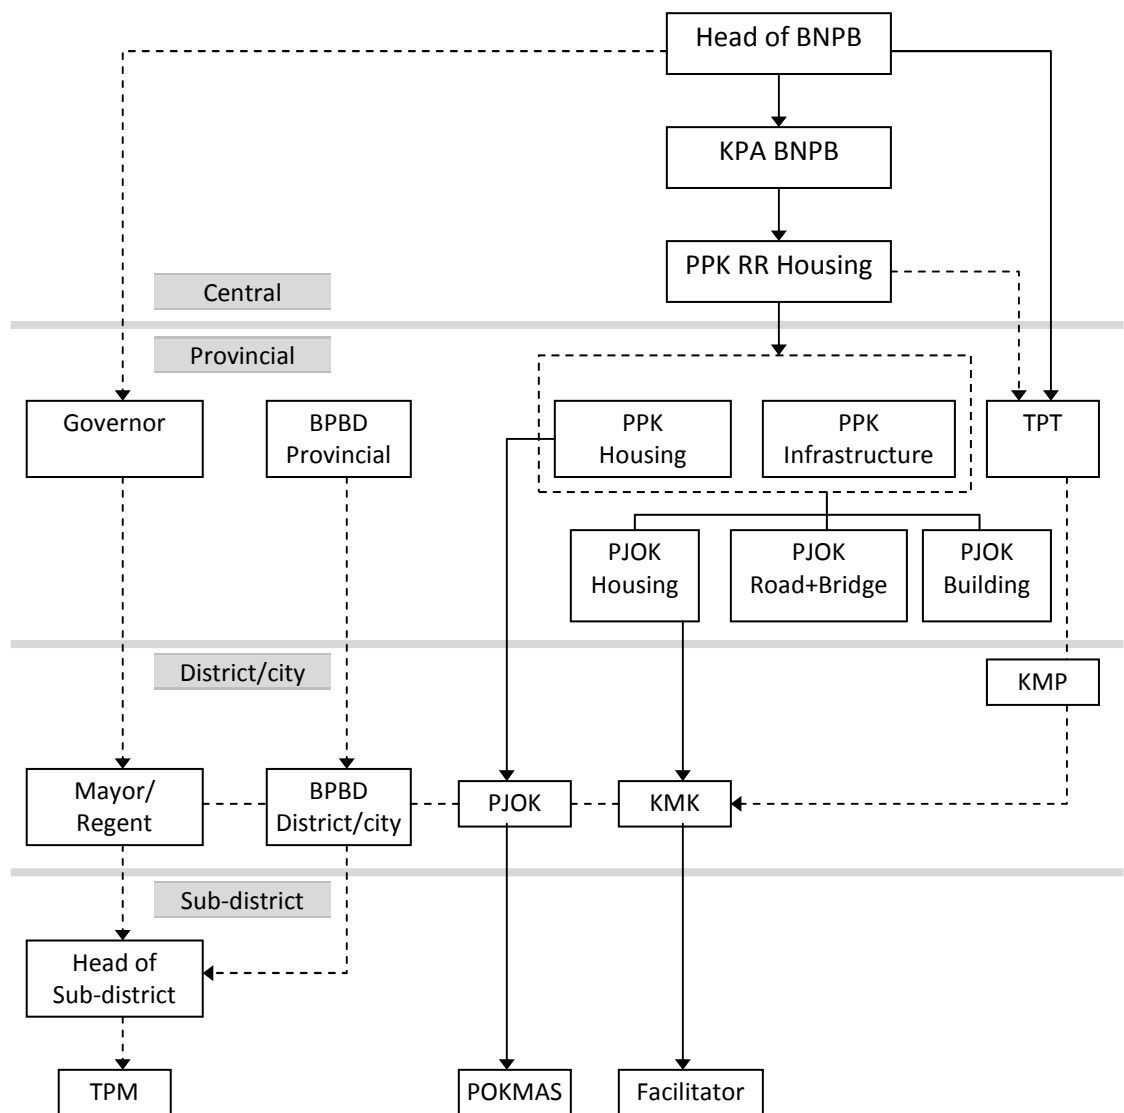 Head of BNPB
KPA BNPB
PPK RR Housing
Central
Provincial
Governor
BPBD
Provincial
PPK
Housing
PPK
Infrastructure
TPT
PJOK
Housing
PJOK
Road+Bridge
PJOK
Building
District/city
KMP
Mayor/
Regent
BPBD
District/city
PJOK
KMK
Sub-district
Head of
Sub-district
TPM
POKMAS
Facilitator